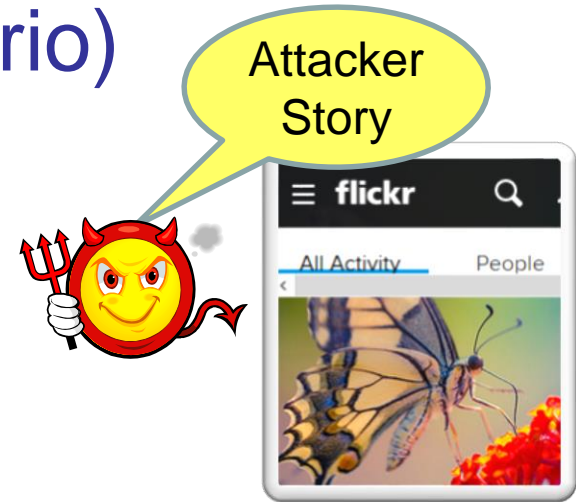 rio)
Attacker
Story
flickr
All Activity People